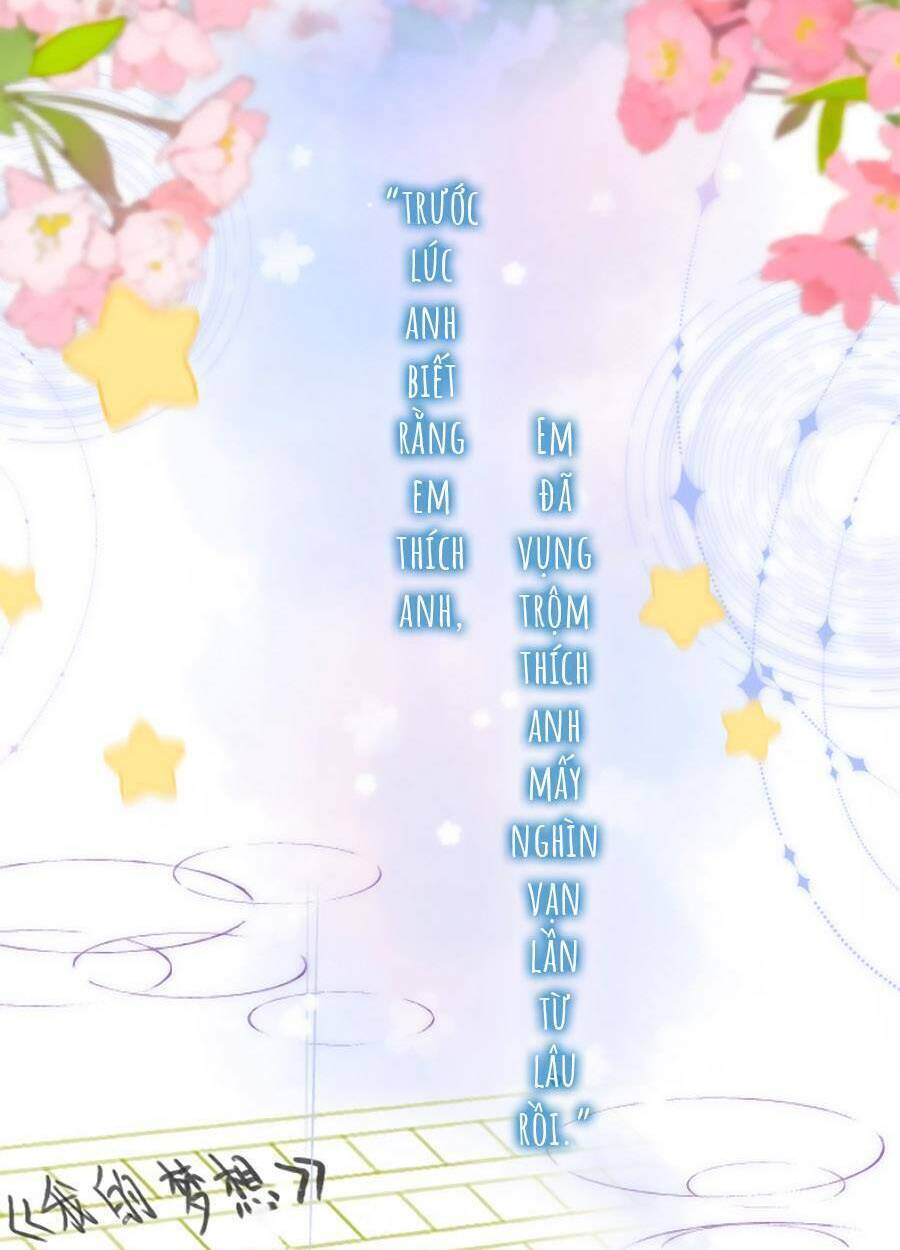 "TRƯỚC
LÚC
ANH
BIẾT
RẰNG
EM
THÍCH
ANH,
EM
ĐÃ
VỤNG
TRỘM
THÍCH
ANH
MẤY
NGHÌN
VẠN
LẦN
TỪ
LÂU
RỒI."
《我的梦想》